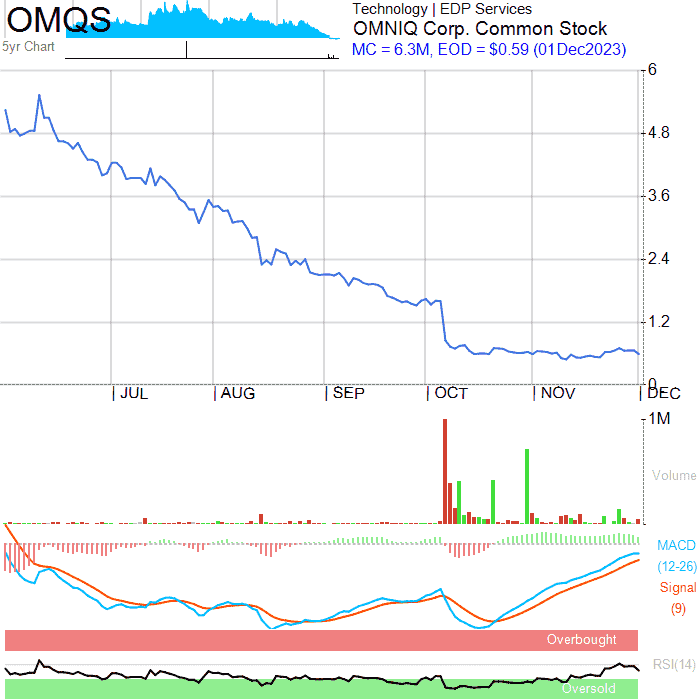 OMQS
5yr Chart
Technology | EDP Services
OMNIQ Corp. Common Stock
MC = 6.3M, EOD = $0.59 (01Dec2023)
6
4.8
3.6
2.4
1.2
0
| JUL | AUG | SEP | OCT | NOV | DEC
1M
Volume
MACD
(12-26)
Signal
(9)
Overbought
RSI(14)
Oversold